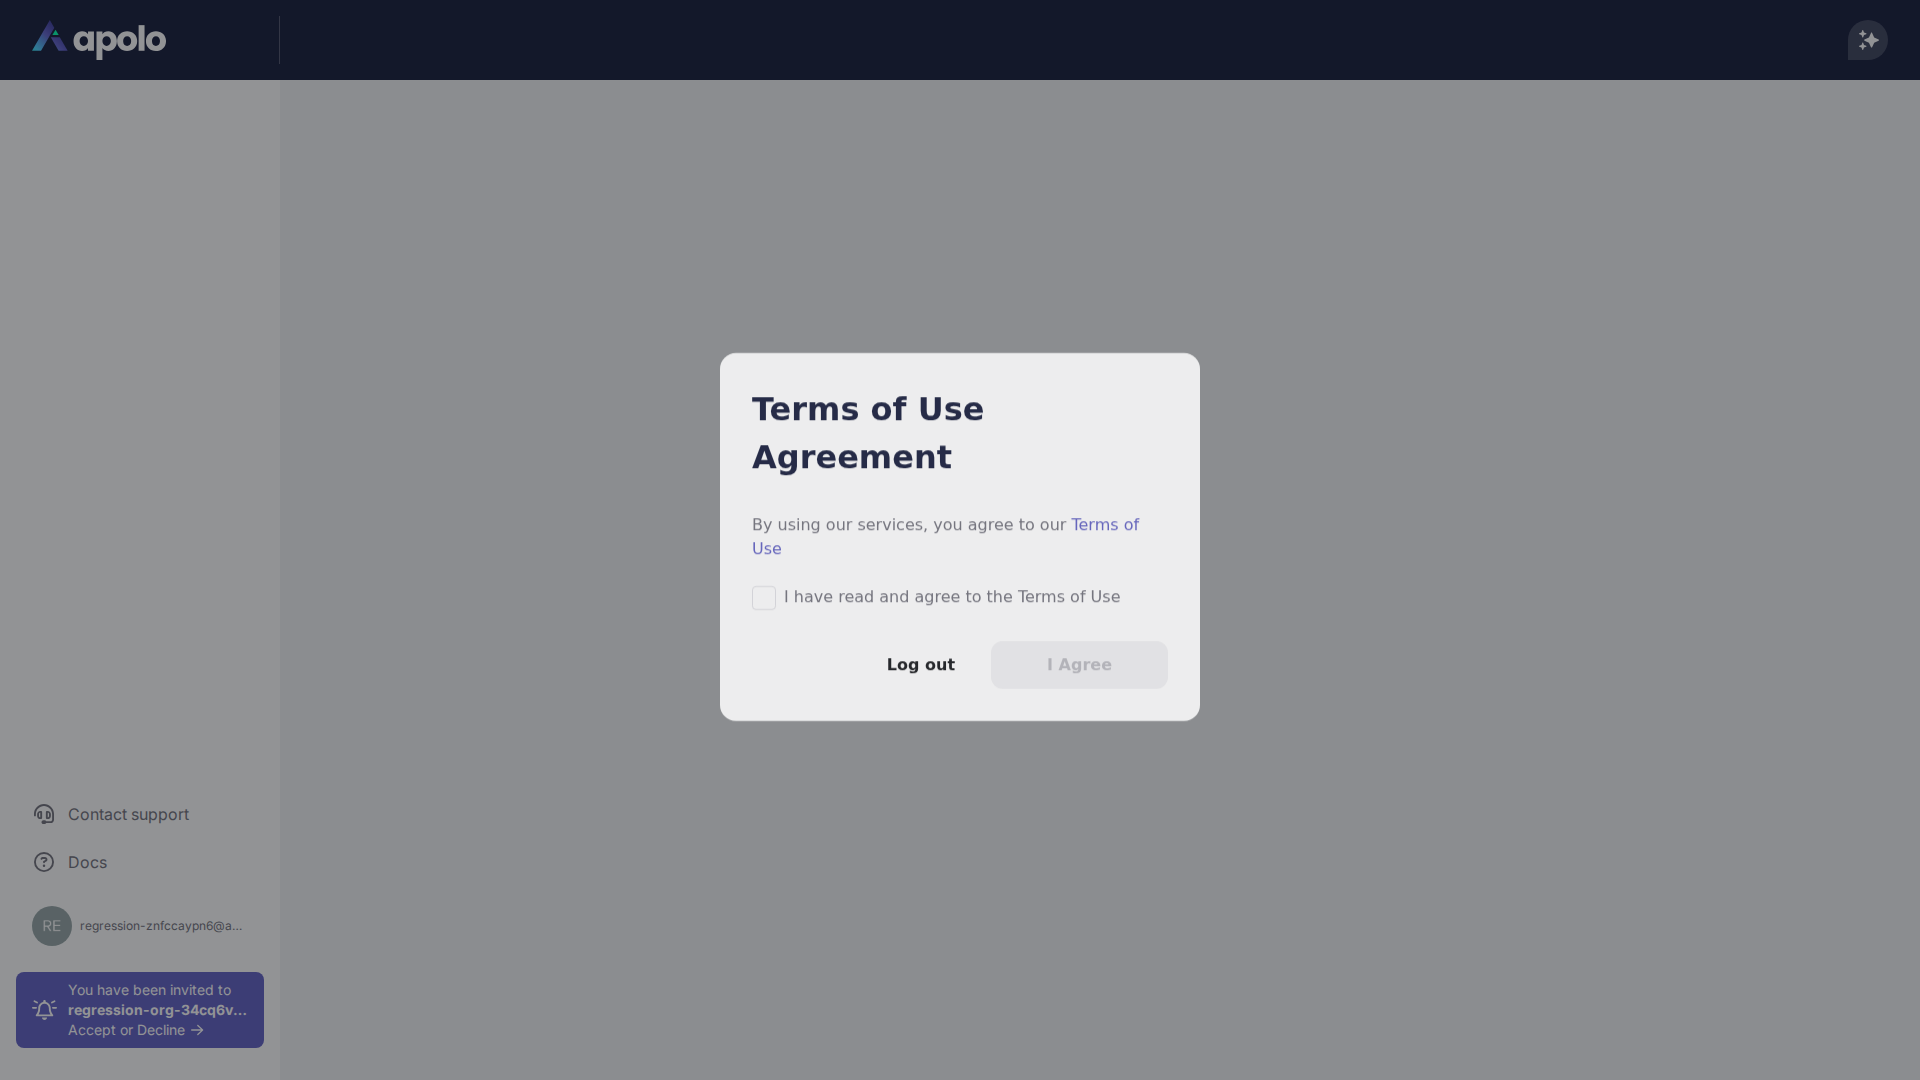 apolo
Terms of Use
Agreement
By using our services, you agree to our Terms of
Use
I have read and agree to the Terms of Use
Log out
I Agree
Contact support
Docs
RE
regression-znfccaypn6@a...
You have been invited to
regression-org-34cq6v...
Accept or Decline →